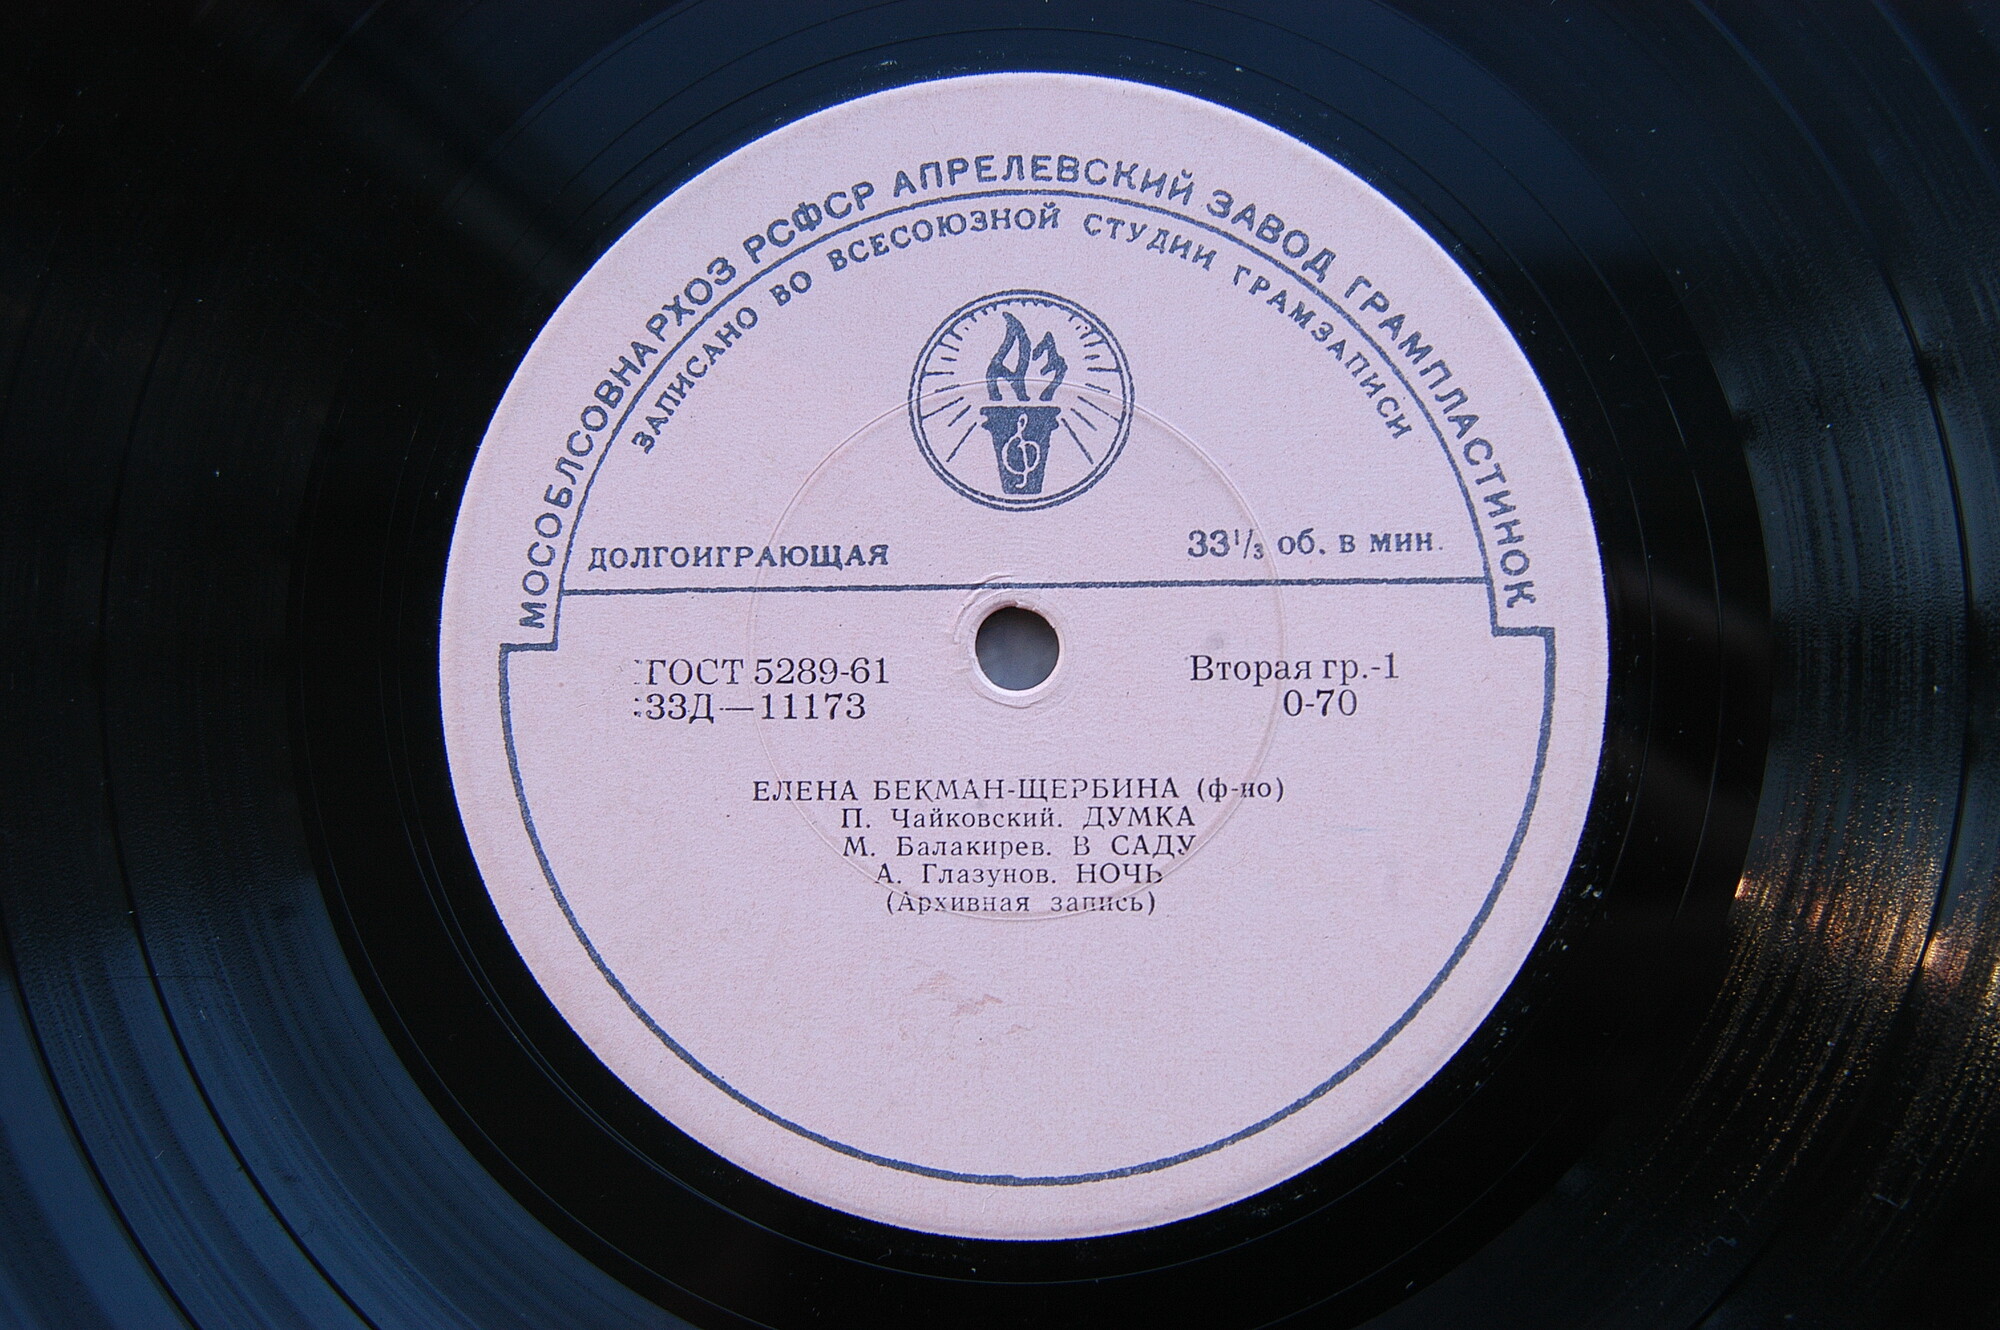 МОСОБЛСОВНАРХОЗ РСФСР АПРЕЛЕВСКИЙ ЗАВОД ГРАМПЛАСТИНОК
ЗАПИСАНО ВО ВСЕСОЮЗНОЙ СТУДИИ ГРАМЗАПИСИ
АЗ
ДОЛГОИГРАЮЩАЯ
33⅓ об. в мин.
ГОСТ 5289-61
33Д—11173
Вторая гр.-1
0-70
ЕЛЕНА БЕКМАН-ЩЕРБИНА (ф-но)
П. Чайковский. ДУМКА
М. Балакирев. В САДУ
А. Глазунов. НОЧЬ
(Архивная запись)